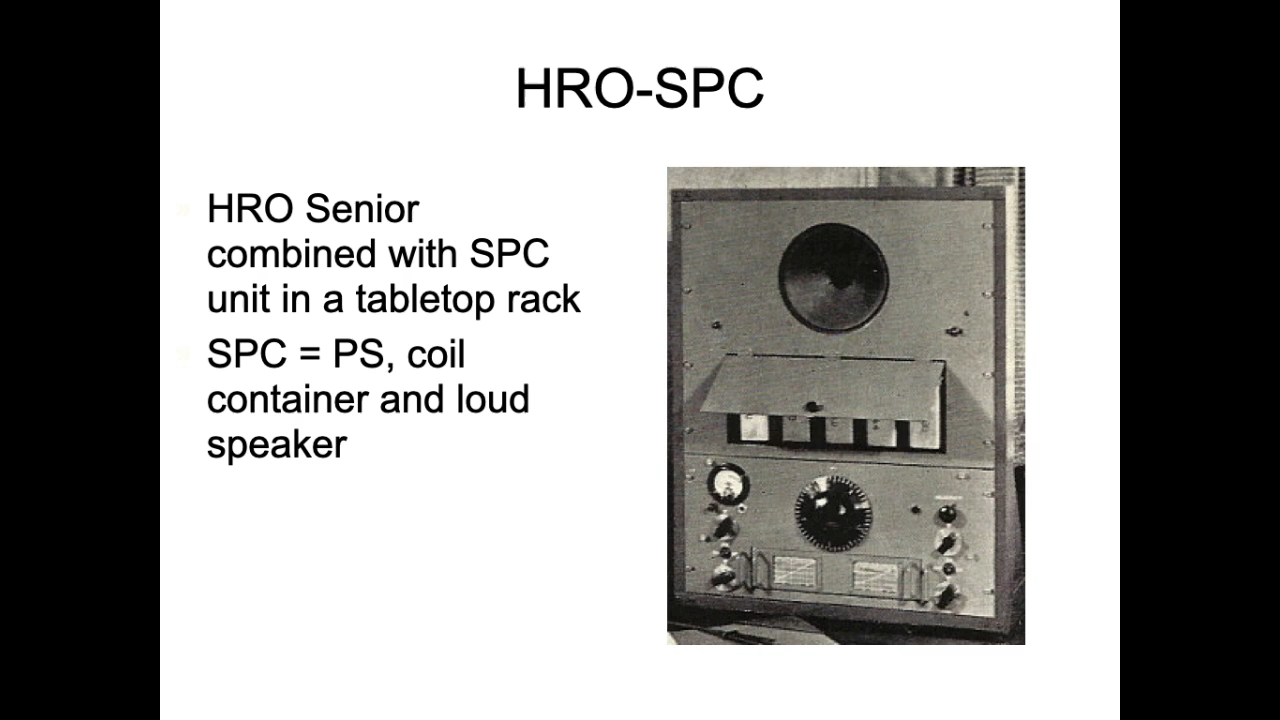 HRO-SPC
HRO Senior
combined with SPC
unit in a tabletop rack
SPC = PS, coil
container and loud
speaker